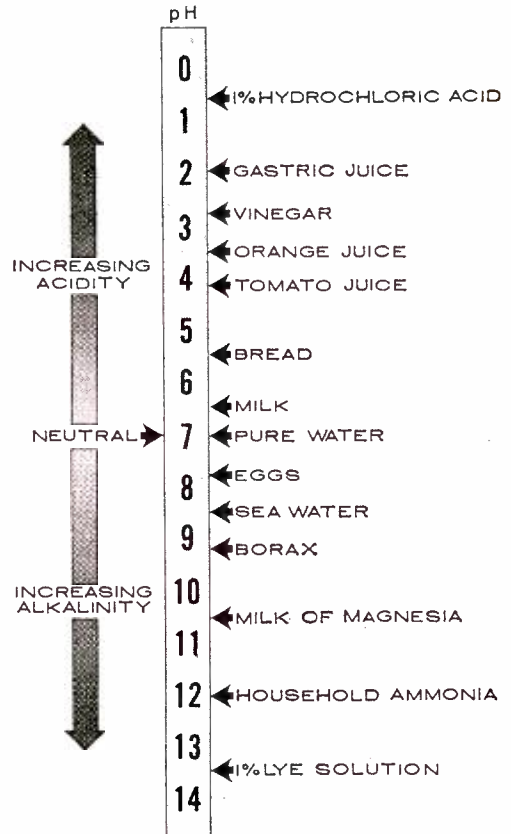 pH
0
1% HYDROCHLORIC ACID
1
2
GASTRIC JUICE
VINEGAR
3
ORANGE JUICE
INCREASING
ACIDITY
4
TOMATO JUICE
5
BREAD
6
MILK
NEUTRAL
7
PURE WATER
EGGS
8
SEA WATER
9
BORAX
INCREASING
ALKALINITY
10
MILK OF MAGNESIA
11
12
HOUSEHOLD AMMONIA
13
1% LYE SOLUTION
14